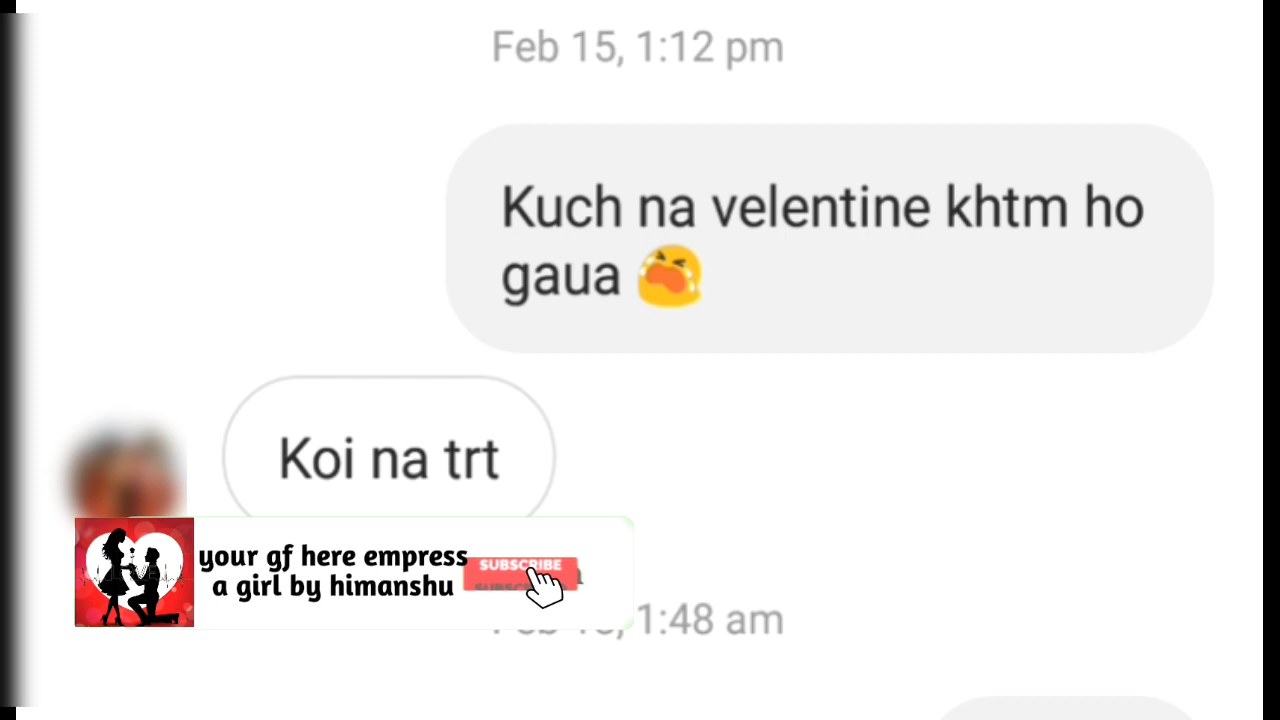 Feb 15, 1:12 pm
Kuch na velentine khtm ho
gaua 😭
Koi na trt
your gf here empress
a girl by himanshu
SUBSCRIBE
1:48 am